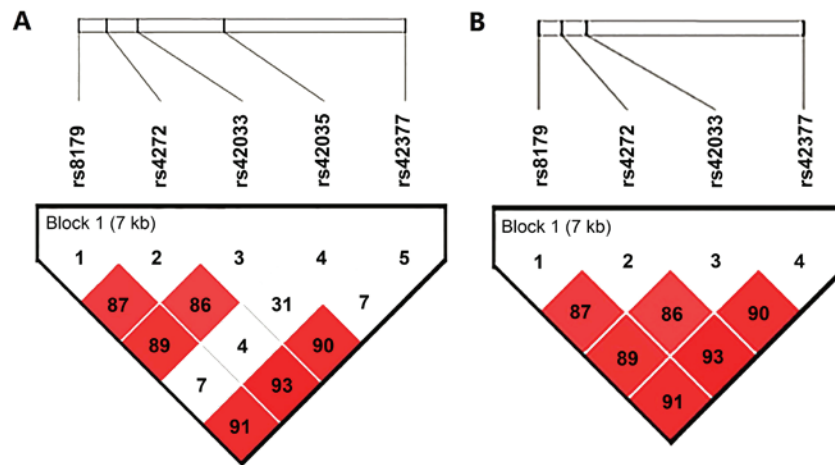 A
rs8179
rs4272
rs42033
rs42035
rs42377
Block 1 (7 kb)
1 2 3 4 5
87 86 31 7
89 4 90
7 93
91
B
rs8179
rs4272
rs42033
rs42377
Block 1 (7 kb)
1 2 3 4
87 86 90
89 93
91